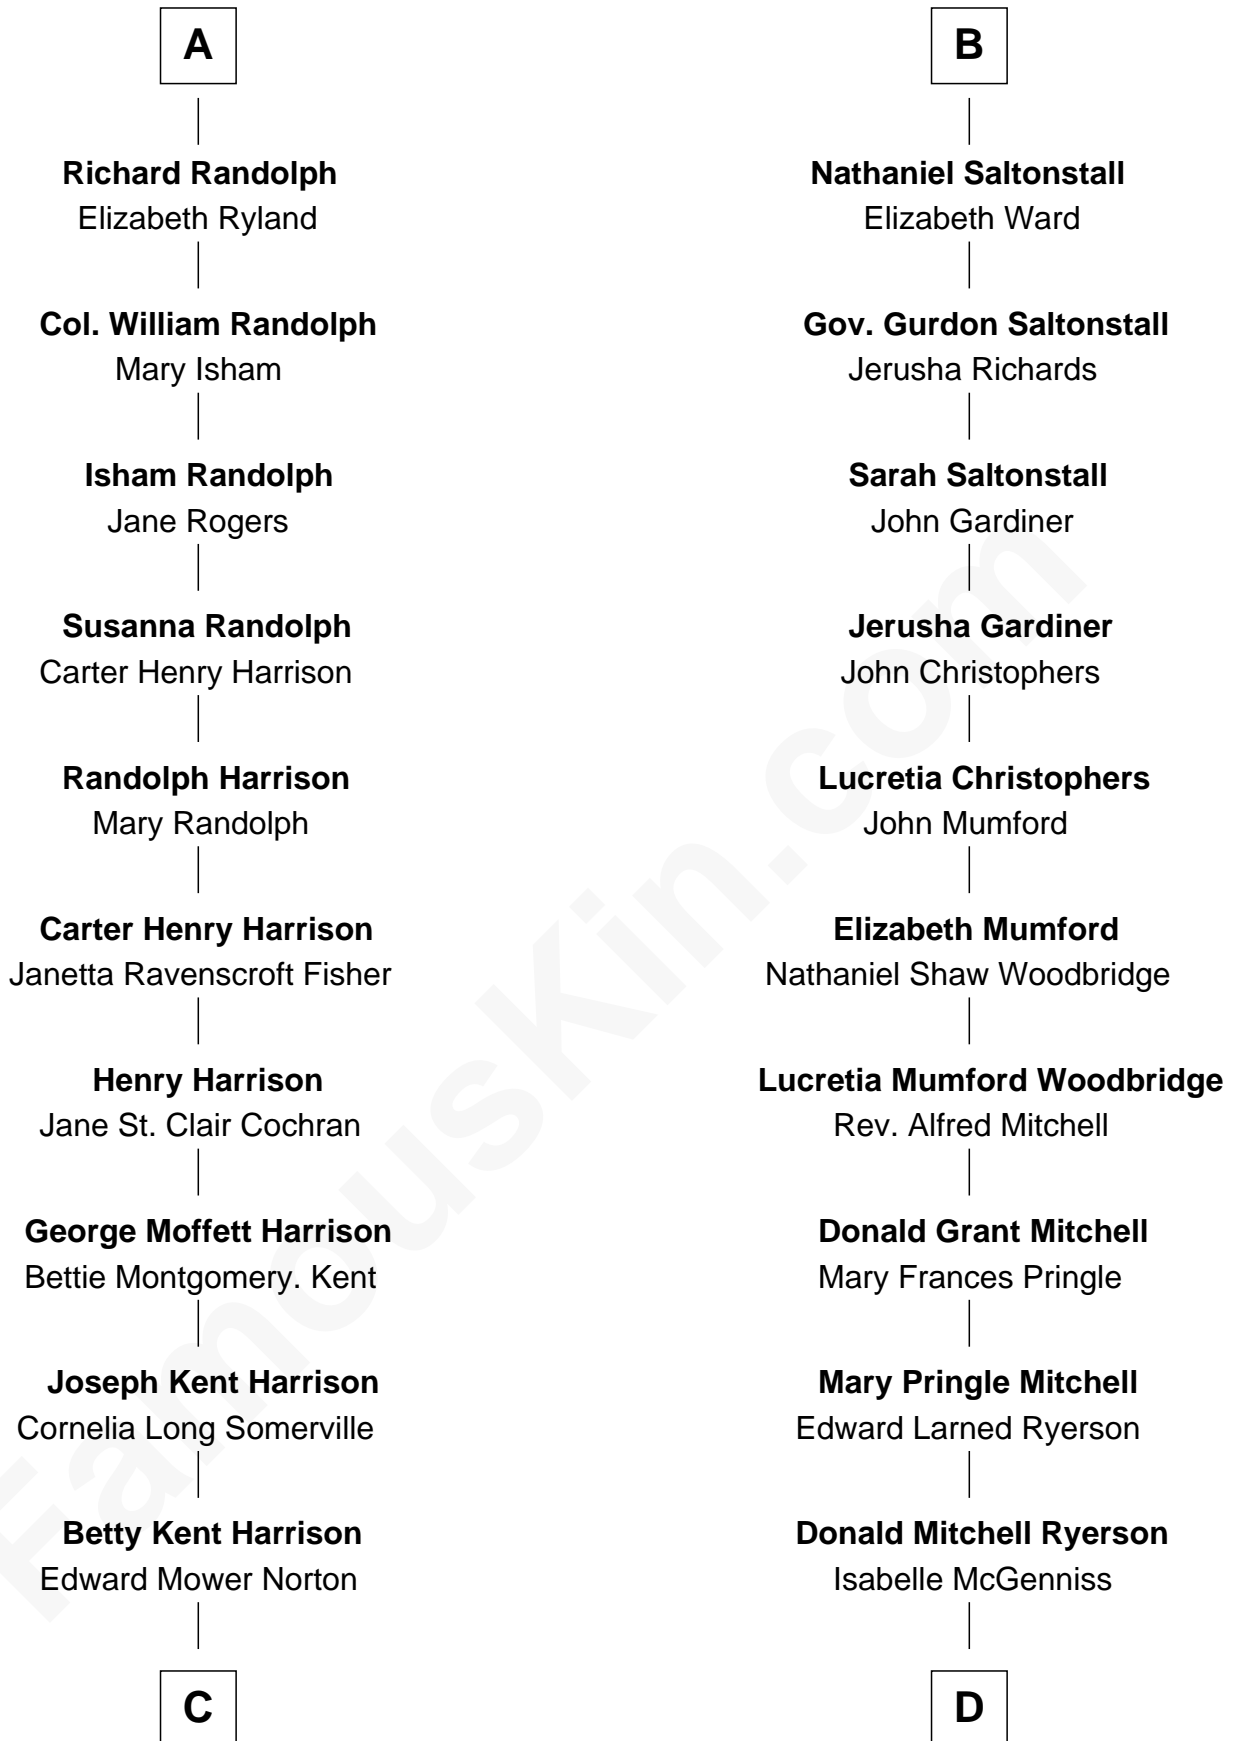 A
Richard Randolph
Elizabeth Ryland
Col. William Randolph
Mary Isham
Isham Randolph
Jane Rogers
Susanna Randolph
Carter Henry Harrison
Randolph Harrison
Mary Randolph
Carter Henry Harrison
Janetta Ravenscroft Fisher
Henry Harrison
Jane St. Clair Cochran
George Moffett Harrison
Bettie Montgomery. Kent
Joseph Kent Harrison
Cornelia Long Somerville
Betty Kent Harrison
Edward Mower Norton
C
B
Nathaniel Saltonstall
Elizabeth Ward
Gov. Gurdon Saltonstall
Jerusha Richards
Sarah Saltonstall
John Gardiner
Jerusha Gardiner
John Christophers
Lucretia Christophers
John Mumford
Elizabeth Mumford
Nathaniel Shaw Woodbridge
Lucretia Mumford Woodbridge
Rev. Alfred Mitchell
Donald Grant Mitchell
Mary Frances Pringle
Mary Pringle Mitchell
Edward Larned Ryerson
Donald Mitchell Ryerson
Isabelle McGenniss
D
FamousKin.com